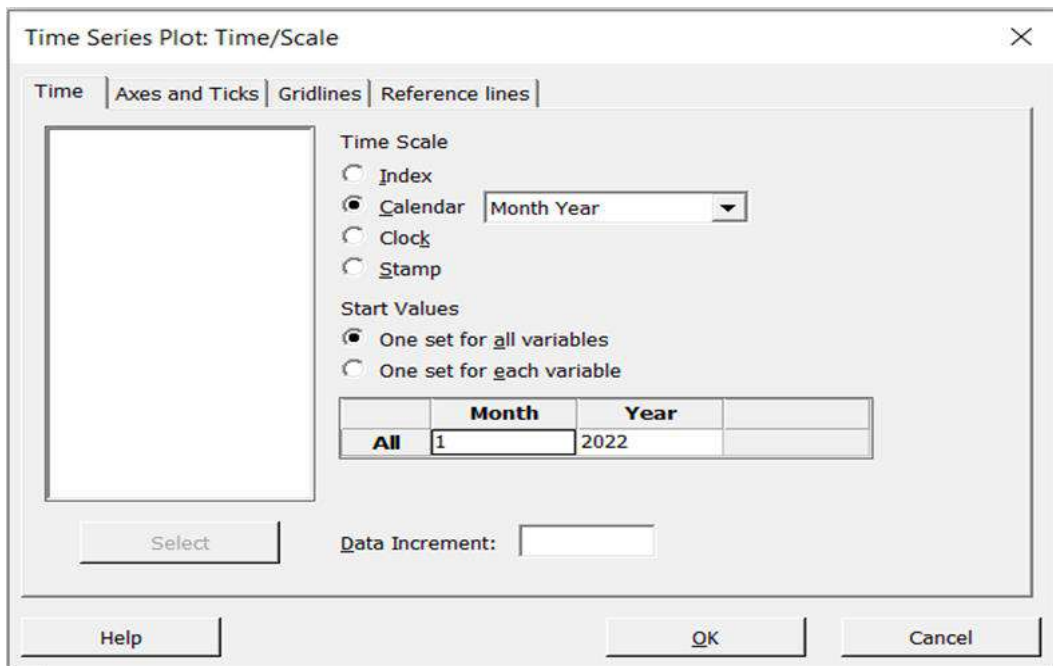 Time Series Plot: Time/Scale
Time Axes and Ticks Gridlines Reference lines
Time Scale
Index
Calendar Month Year
Clock
Stamp
Start Values
One set for all variables
One set for each variable
Month Year
All 1 2022
Select Data Increment:
Help OK Cancel